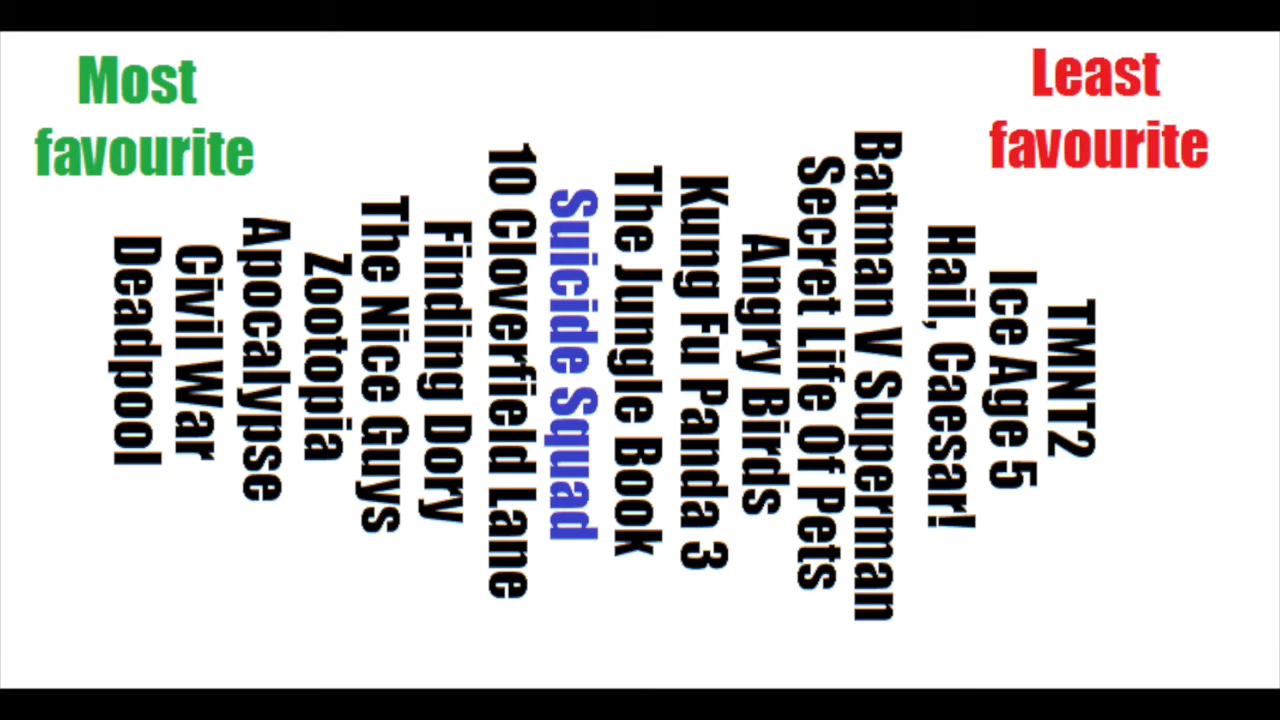 Most
favourite
Least
favourite
Deadpool
Civil War
Apocalypse
Zootopia
The Nice Guys
Finding Dory
10 Cloverfield Lane
Suicide Squad
The Jungle Book
Kung Fu Panda 3
Angry Birds
Secret Life Of Pets
Batman V Superman
Hail, Caesar!
Ice Age 5
TMNT2